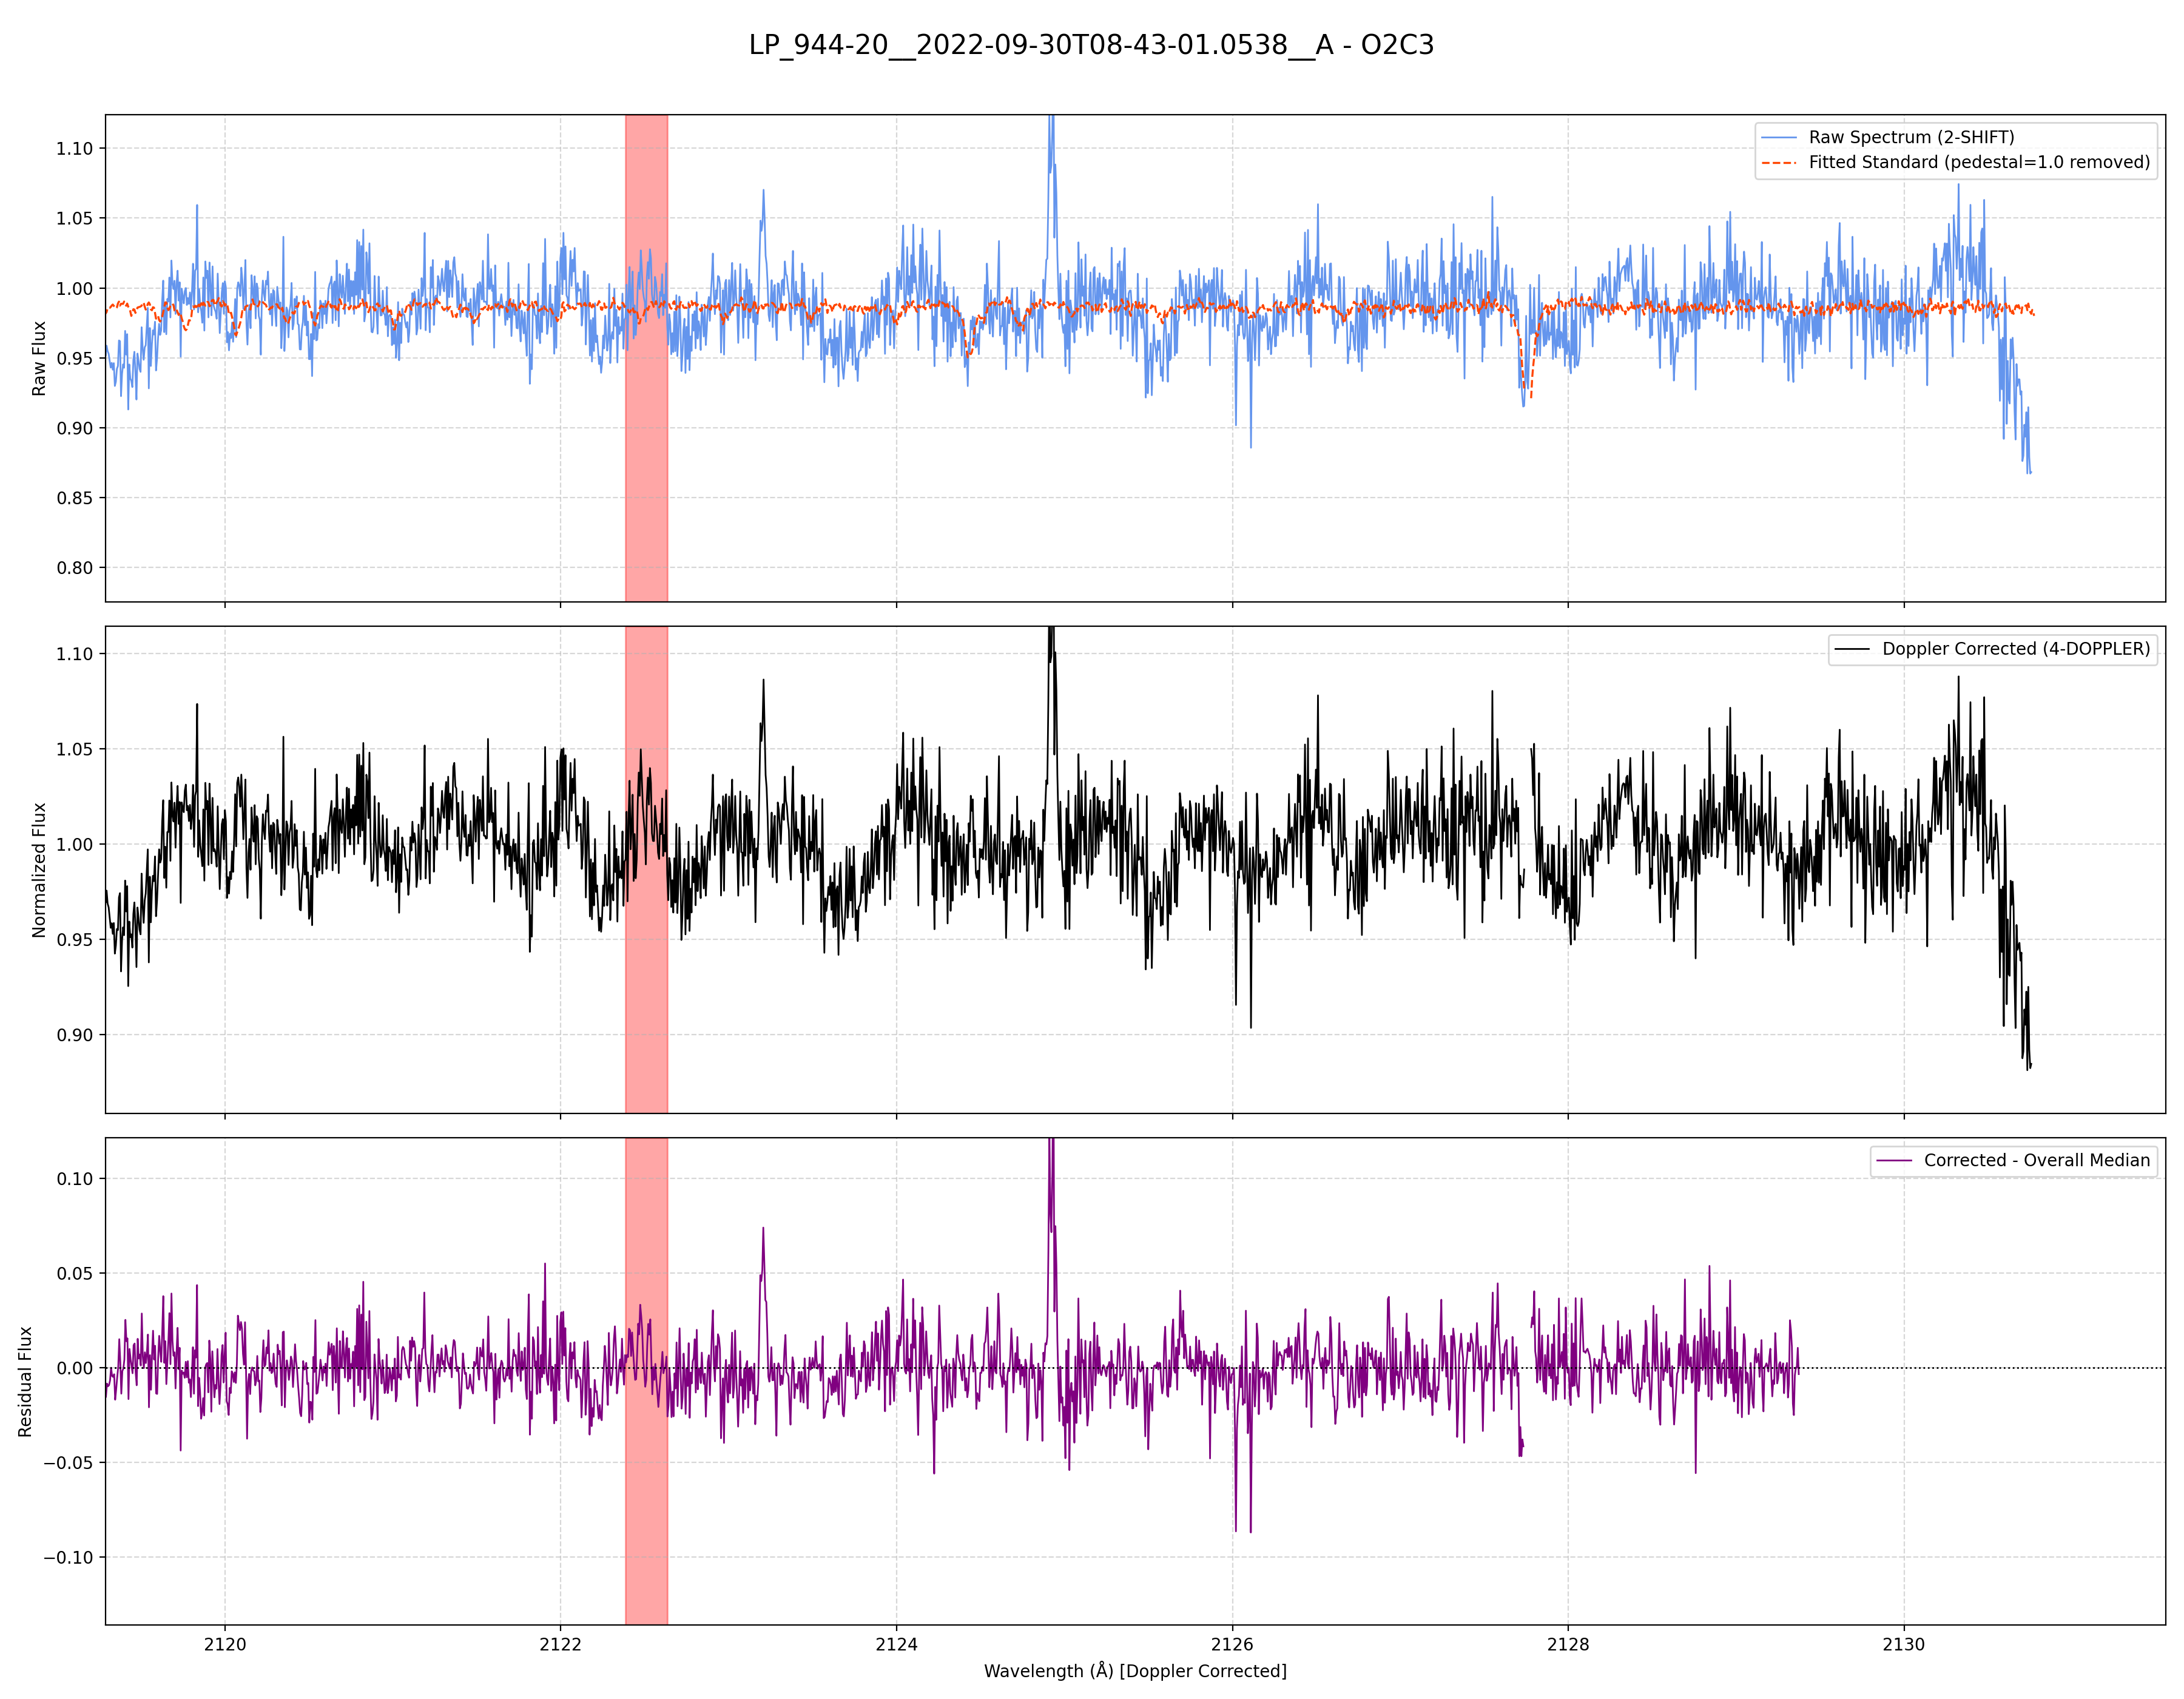 LP_944-20__2022-09-30T08-43-01.0538__A - O2C3
Raw Spectrum (2-SHIFT)
Fitted Standard (pedestal=1.0 removed)
1.10
1.05
1.00
0.95
0.90
0.85
0.80
Raw Flux
Doppler Corrected (4-DOPPLER)
1.10
1.05
1.00
0.95
0.90
Normalized Flux
Corrected - Overall Median
0.10
0.05
0.00
−0.05
−0.10
Residual Flux
2120 2122 2124 2126 2128 2130
Wavelength (Å) [Doppler Corrected]